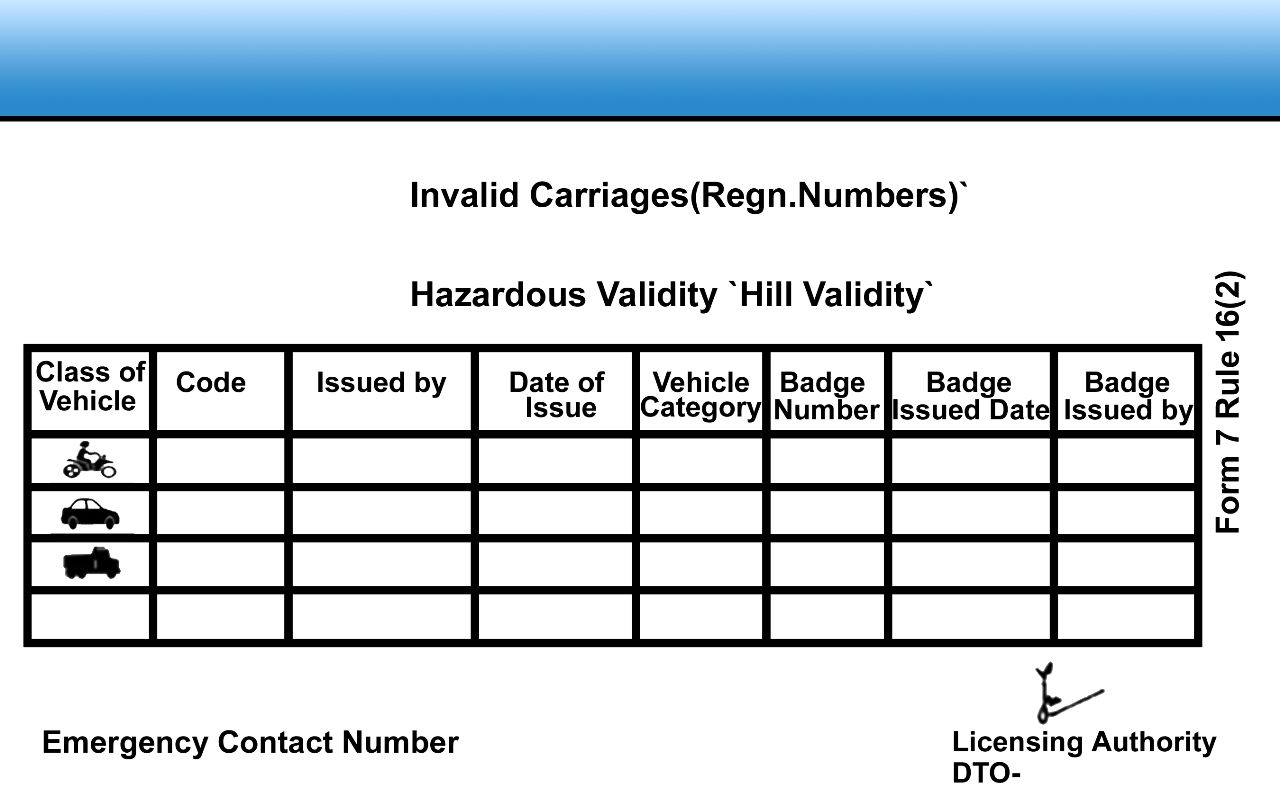 Invalid Carriages(Regn.Numbers)`
Hazardous Validity `Hill Validity`
Form 7 Rule 16(2)
Class of Vehicle
Code
Issued by
Date of Issue
Vehicle Category
Badge Number
Badge Issued Date
Badge Issued by
Emergency Contact Number
Licensing Authority
DTO-